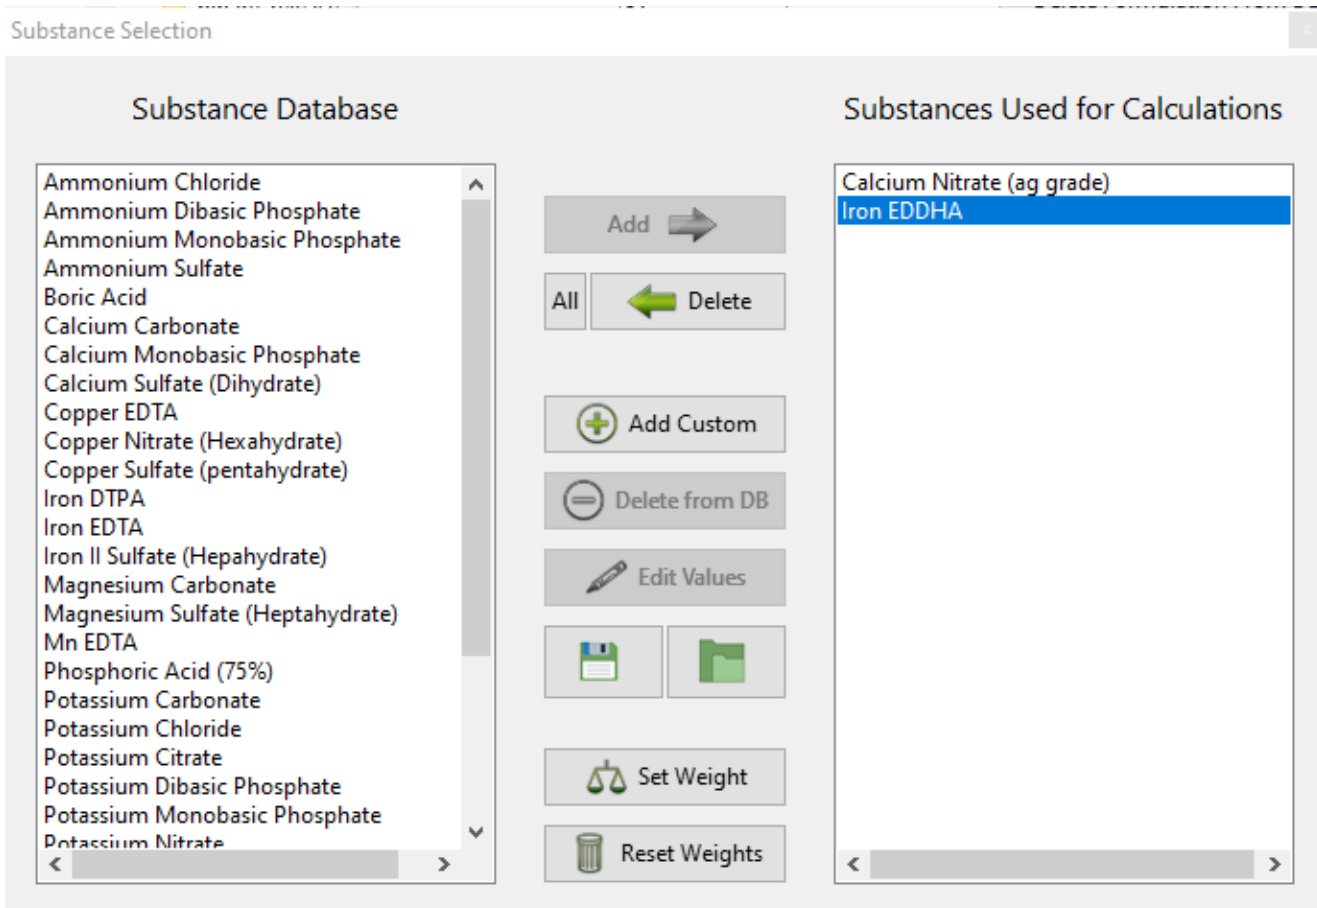 Substance Selection
x
Substance Database
Ammonium Chloride
Ammonium Dibasic Phosphate
Ammonium Monobasic Phosphate
Ammonium Sulfate
Boric Acid
Calcium Carbonate
Calcium Monobasic Phosphate
Calcium Sulfate (Dihydrate)
Copper EDTA
Copper Nitrate (Hexahydrate)
Copper Sulfate (pentahydrate)
Iron DTPA
Iron EDTA
Iron II Sulfate (Hepahydrate)
Magnesium Carbonate
Magnesium Sulfate (Heptahydrate)
Mn EDTA
Phosphoric Acid (75%)
Potassium Carbonate
Potassium Chloride
Potassium Citrate
Potassium Dibasic Phosphate
Potassium Monobasic Phosphate
Potassium Nitrate
Add
All
Delete
Add Custom
Delete from DB
Edit Values
Set Weight
Reset Weights
Substances Used for Calculations
Calcium Nitrate (ag grade)
Iron EDDHA